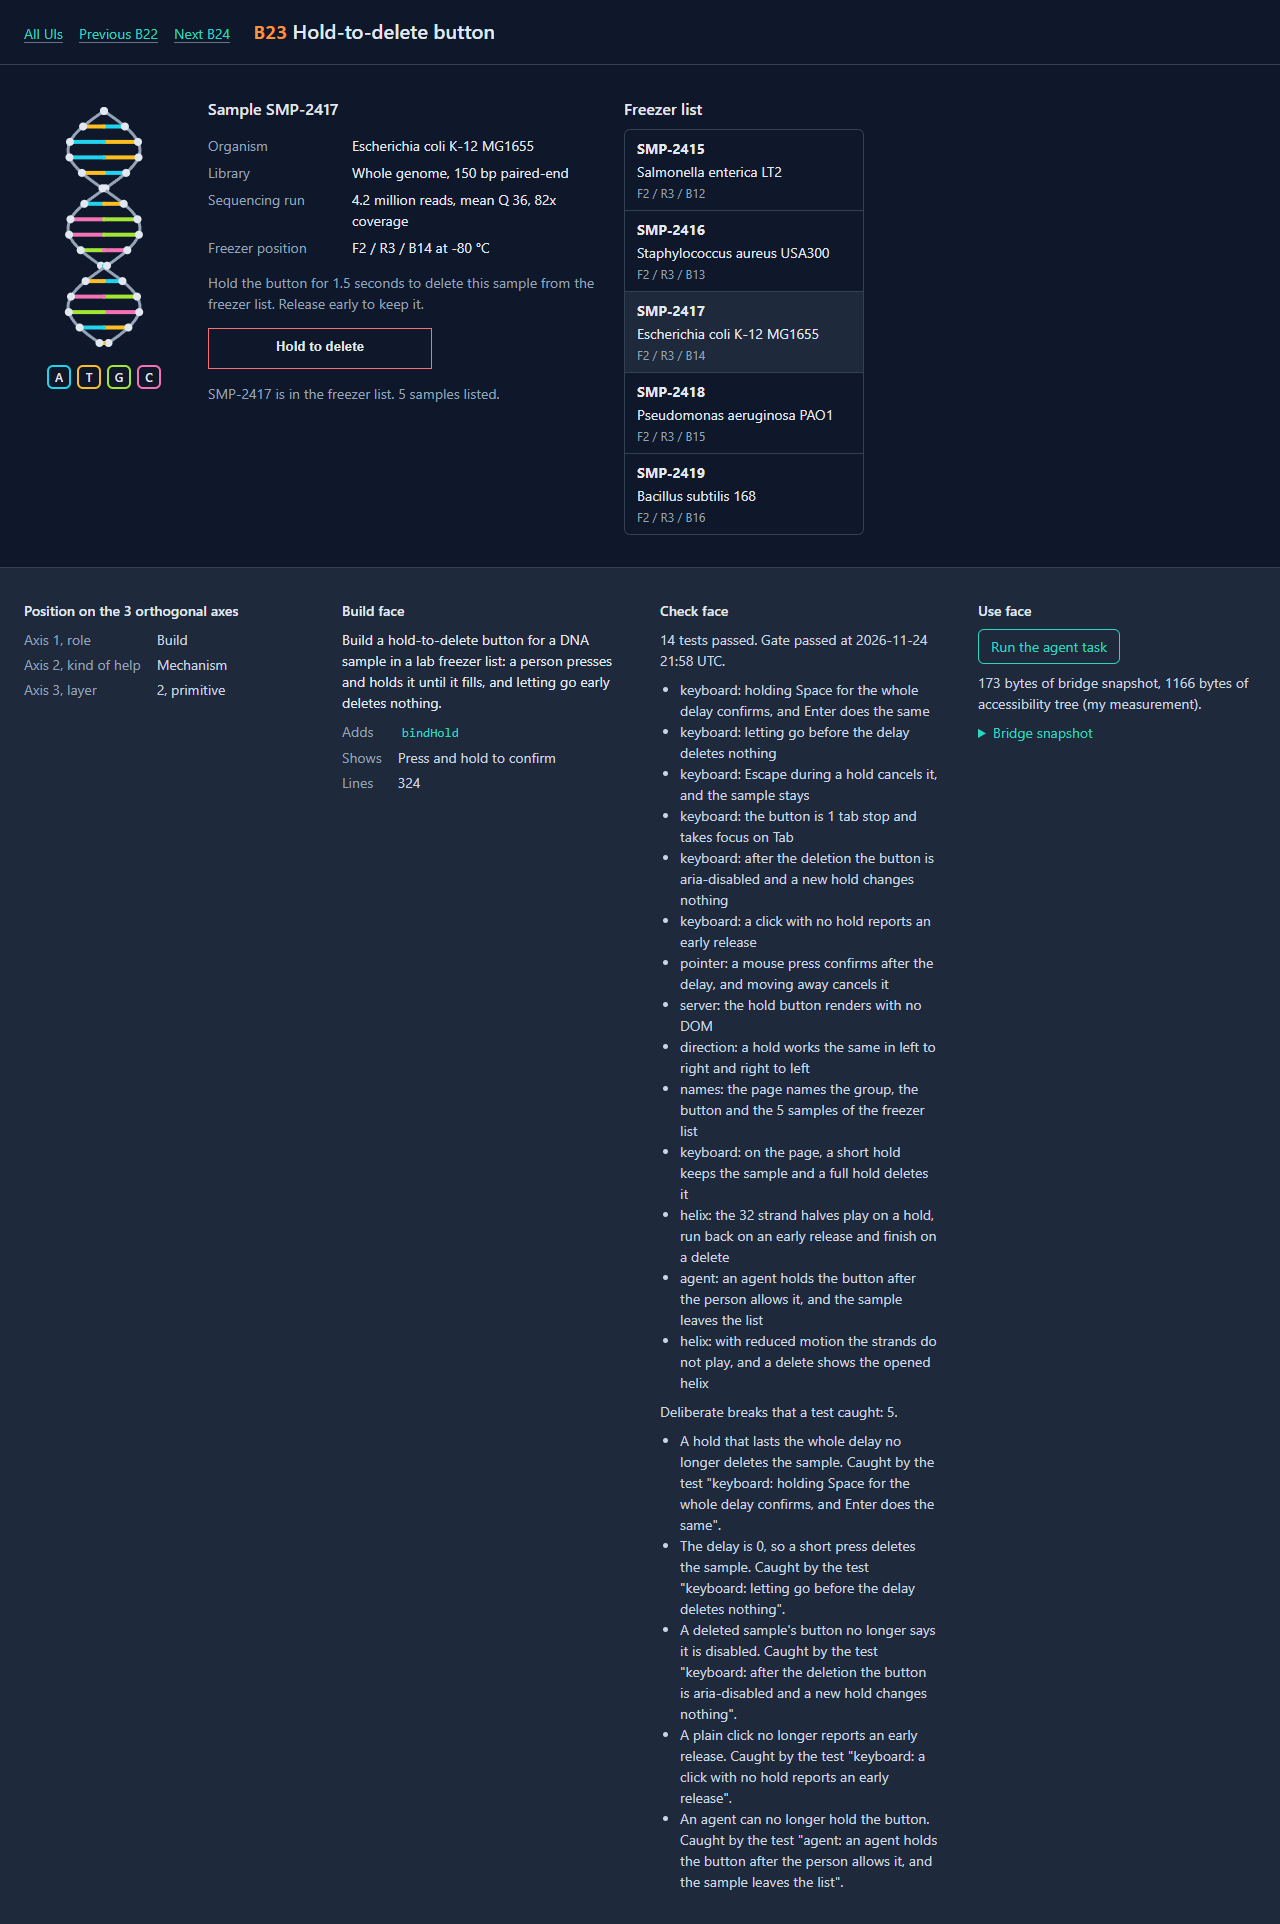 All UIs Previous B22 Next B24 B23 Hold-to-delete button
A T G C
Sample SMP-2417
Organism Escherichia coli K-12 MG1655
Library Whole genome, 150 bp paired-end
Sequencing run 4.2 million reads, mean Q 36, 82x
coverage
Freezer position F2 / R3 / B14 at -80 °C
Hold the button for 1.5 seconds to delete this sample from the
freezer list. Release early to keep it.
Hold to delete
SMP-2417 is in the freezer list. 5 samples listed.
Freezer list
SMP-2415
Salmonella enterica LT2
F2 / R3 / B12
SMP-2416
Staphylococcus aureus USA300
F2 / R3 / B13
SMP-2417
Escherichia coli K-12 MG1655
F2 / R3 / B14
SMP-2418
Pseudomonas aeruginosa PAO1
F2 / R3 / B15
SMP-2419
Bacillus subtilis 168
F2 / R3 / B16
Position on the 3 orthogonal axes
Axis 1, role Build
Axis 2, kind of help Mechanism
Axis 3, layer 2, primitive
Build face
Build a hold-to-delete button for a DNA
sample in a lab freezer list: a person presses
and holds it until it fills, and letting go early
deletes nothing.
Adds bindHold
Shows Press and hold to confirm
Lines 324
Check face
14 tests passed. Gate passed at 2026-11-24
21:58 UTC.
• keyboard: holding Space for the whole
delay confirms, and Enter does the same
• keyboard: letting go before the delay
deletes nothing
• keyboard: Escape during a hold cancels it,
and the sample stays
• keyboard: the button is 1 tab stop and
takes focus on Tab
• keyboard: after the deletion the button is
aria-disabled and a new hold changes
nothing
• keyboard: a click with no hold reports an
early release
• pointer: a mouse press confirms after the
delay, and moving away cancels it
• server: the hold button renders with no
DOM
• direction: a hold works the same in left to
right and right to left
• names: the page names the group, the
button and the 5 samples of the freezer
list
• keyboard: on the page, a short hold
keeps the sample and a full hold deletes
it
• helix: the 32 strand halves play on a hold,
run back on an early release and finish on
a delete
• agent: an agent holds the button after
the person allows it, and the sample
leaves the list
• helix: with reduced motion the strands do
not play, and a delete shows the opened
helix
Deliberate breaks that a test caught: 5.
• A hold that lasts the whole delay no
longer deletes the sample. Caught by the
test "keyboard: holding Space for the
whole delay confirms, and Enter does the
same".
• The delay is 0, so a short press deletes
the sample. Caught by the test
"keyboard: letting go before the delay
deletes nothing".
• A deleted sample's button no longer says
it is disabled. Caught by the test
"keyboard: after the deletion the button
is aria-disabled and a new hold changes
nothing".
• A plain click no longer reports an early
release. Caught by the test "keyboard: a
click with no hold reports an early
release".
• An agent can no longer hold the button.
Caught by the test "agent: an agent holds
the button after the person allows it, and
the sample leaves the list".
Use face
Run the agent task
173 bytes of bridge snapshot, 1166 bytes of
accessibility tree (my measurement).
▶ Bridge snapshot